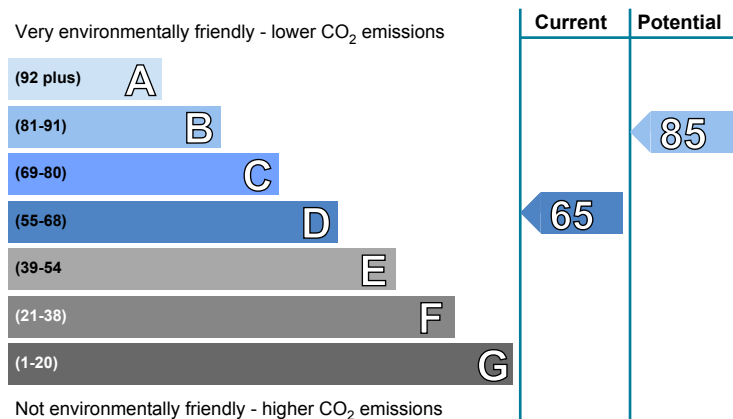 Current Potential
Very environmentally friendly - lower CO₂ emissions
(92 plus) A
(81-91) B
85
(69-80) C
(55-68) D
65
(39-54 E
(21-38) F
(1-20) G
Not environmentally friendly - higher CO₂ emissions